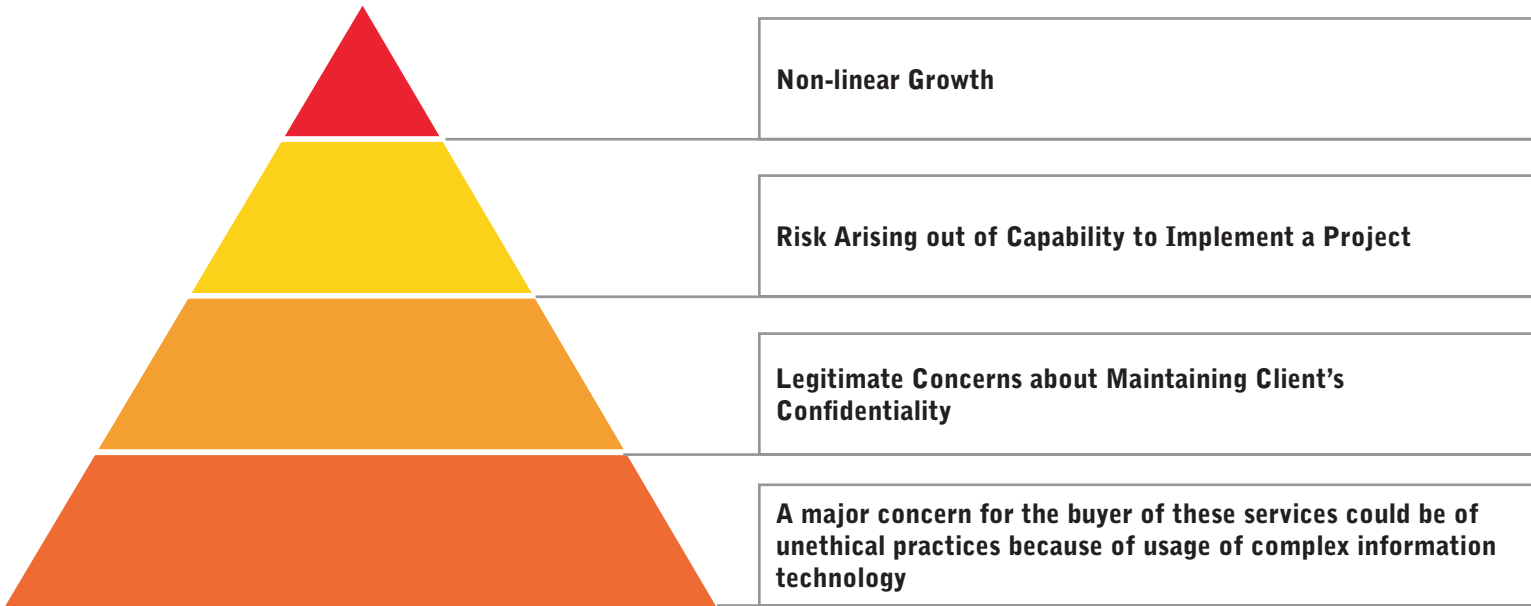 Non-linear Growth
Risk Arising out of Capability to Implement a Project
Legitimate Concerns about Maintaining Client’s
Confidentiality
A major concern for the buyer of these services could be of
unethical practices because of usage of complex information
technology